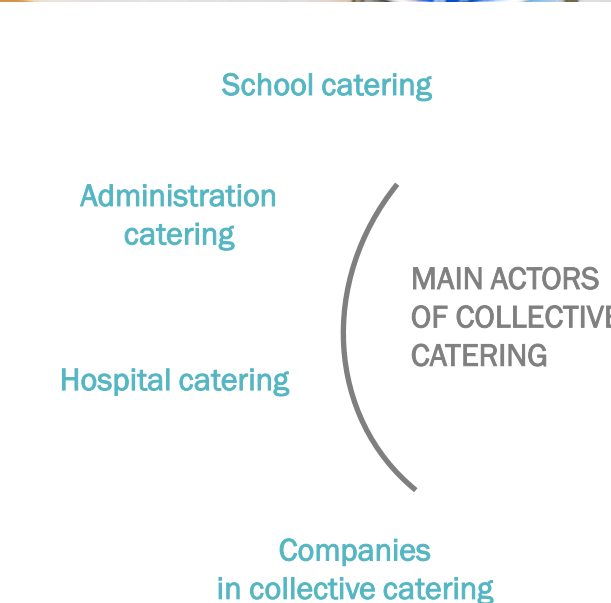 School catering
Administration
catering
MAIN ACTORS
OF COLLECTIVE
CATERING
Hospital catering
Companies
in collective catering